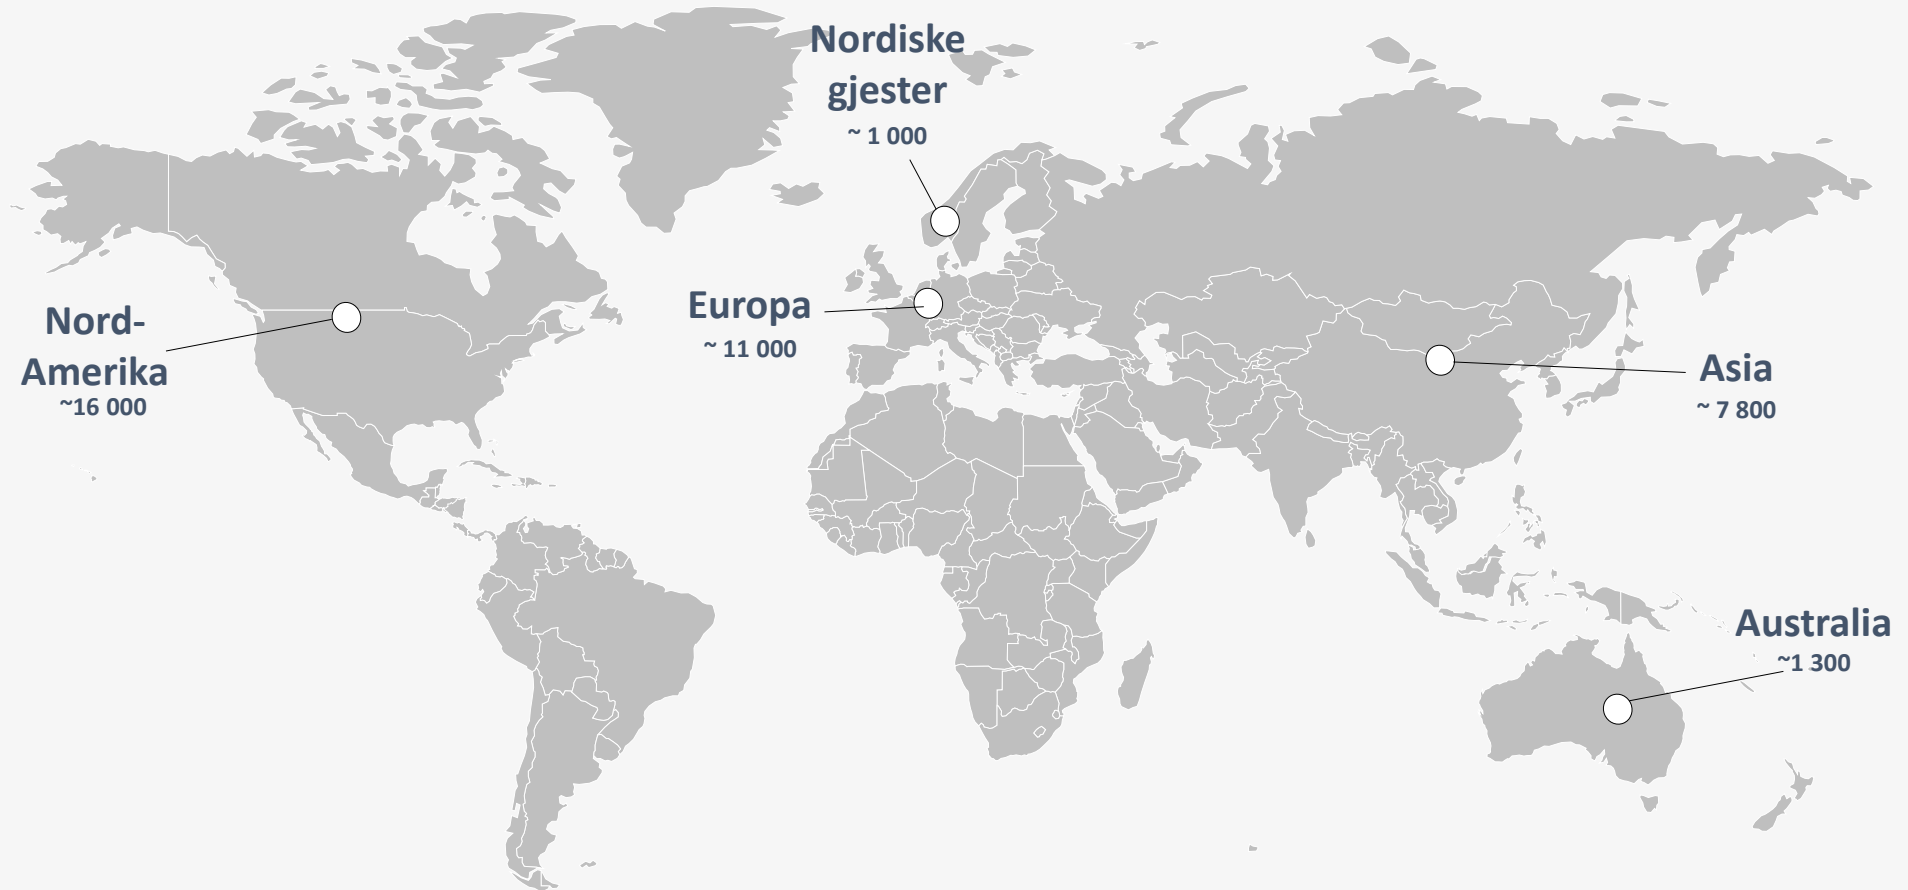 Nordiske
gjester
~ 1 000
Nord-
Amerika
~16 000
Europa
~ 11 000
Asia
~ 7 800
Australia
~1 300